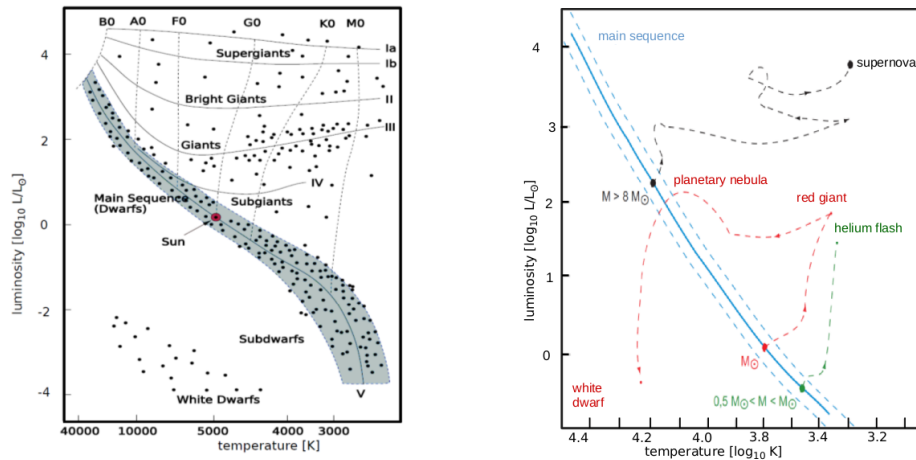 B0 A0 F0 G0 K0 M0
4
Ia
Supergiants
Ib
Bright Giants
II
2
Giants
III
Main Sequence
(Dwarfs)
IV
Subgiants
0
Sun
-2
Subdwarfs
-4
White Dwarfs
V
40000 10000 5000 4000 3000
temperature [K]
luminosity [log10 L/L⊙]
main sequence
4
supernova
3
planetary nebula
M > 8 M⊙
2
red giant
helium flash
1
0
M⊙
white
dwarf
0,5 M⊙ < M < M⊙
4.4 4.2 4.0 3.8 3.4 3.2
temperature [log10 K]
luminosity [log10 L/L⊙]